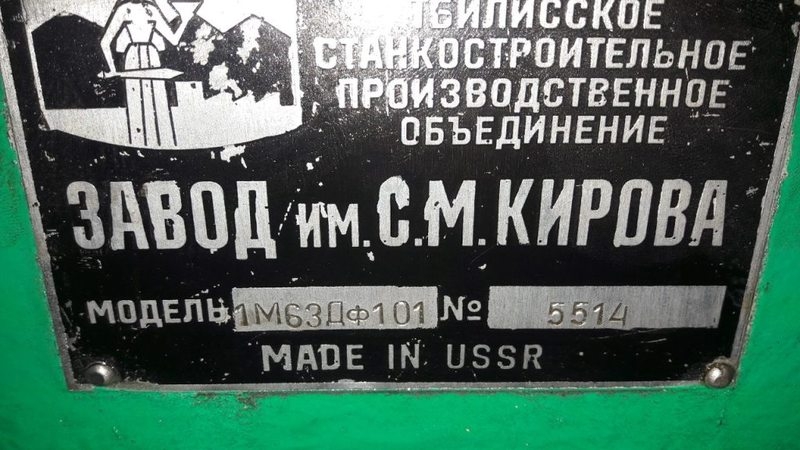 ТБИЛИССКОЕ
СТАНКОСТРОИТЕЛЬНОЕ
ПРОИЗВОДСТВЕННОЕ
ОБЪЕДИНЕНИЕ
ЗАВОД ИМ. С.М. КИРОВА
МОДЕЛЬ 1М63ДФ101 № 5514
MADE IN USSR